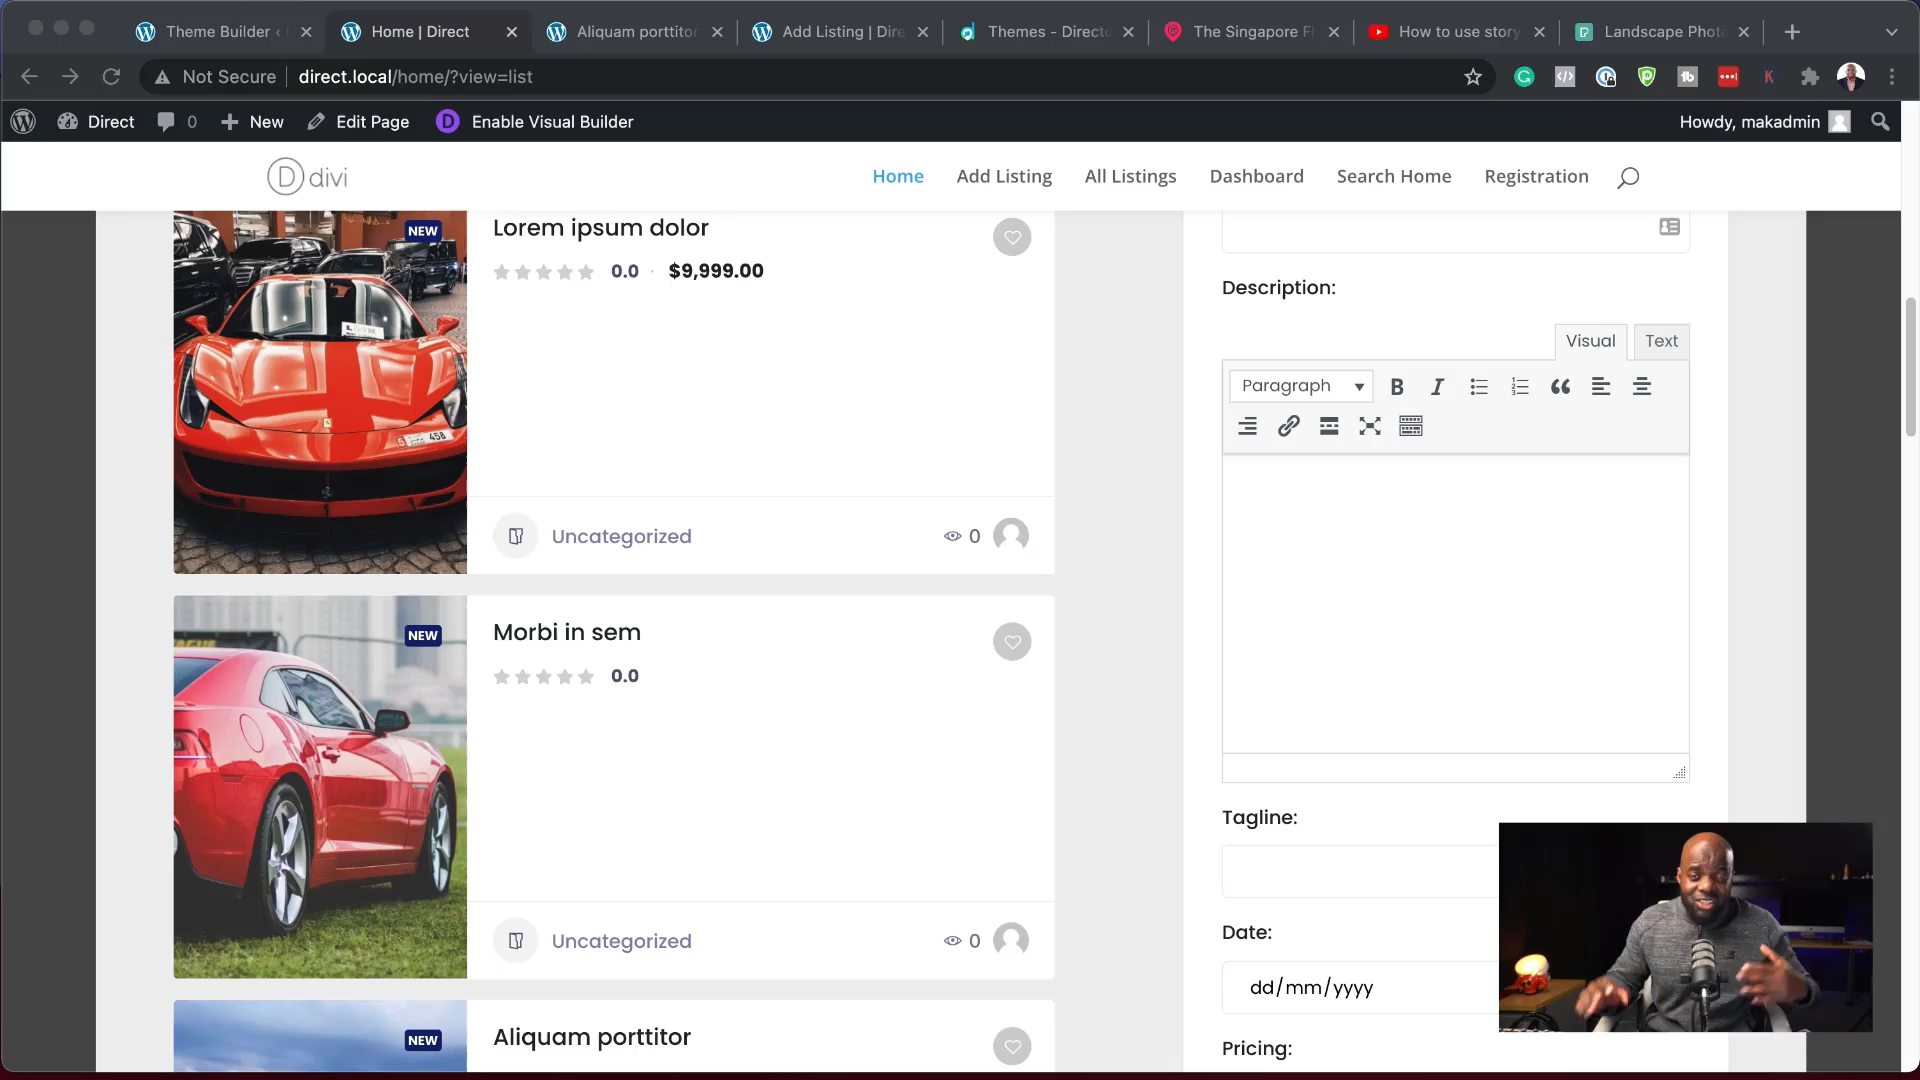 Theme Builder ‹
Home | Direct
Aliquam porttitor
Add Listing | Dire
Themes - Directo
The Singapore Fl
How to use story
Landscape Photo
Not Secure
direct.local/home/?view=list
Direct
0
New
Edit Page
D
Enable Visual Builder
Howdy, makadmin
D divi
Home
Add Listing
All Listings
Dashboard
Search Home
Registration
NEW
Lorem ipsum dolor
0.0 · $9,999.00
458
Uncategorized
0
NEW
Morbi in sem
0.0
Uncategorized
0
NEW
Aliquam porttitor
Description:
Visual
Text
Paragraph
B
I
Tagline:
Date:
dd/mm/yyyy
Pricing: